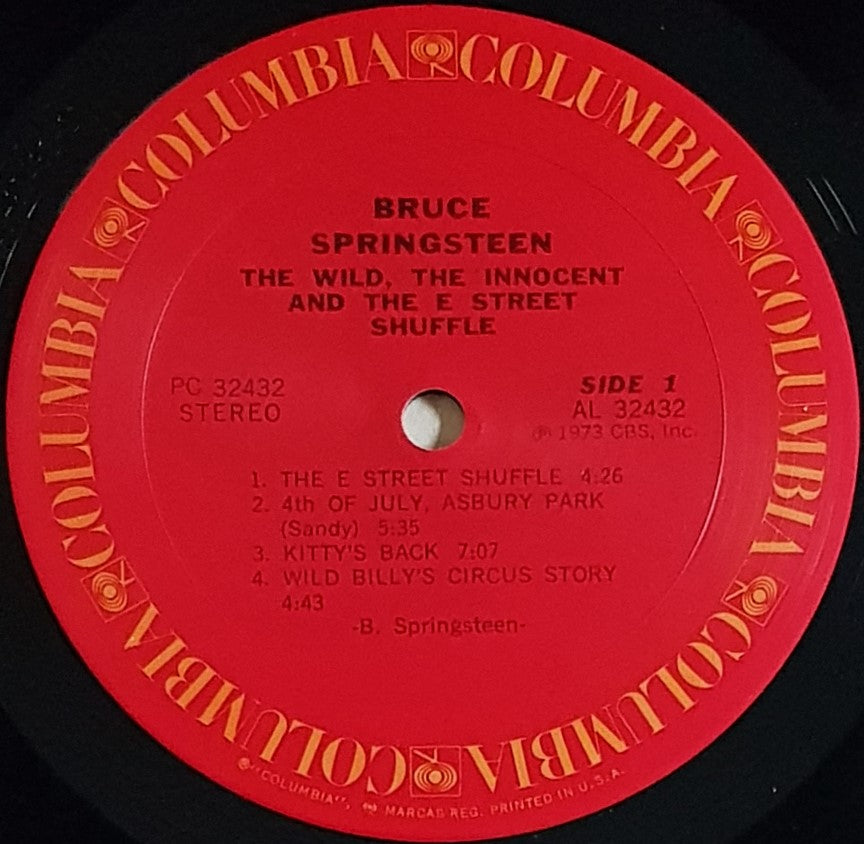 COLUMBIA COLUMBIA COLUMBIA COLUMBIA COLUMBIA COLUMBIA
BRUCE
SPRINGSTEEN
THE WILD, THE INNOCENT
AND THE E STREET
SHUFFLE
PC 32432
STEREO
SIDE 1
AL 32432
℗ 1973 CBS, Inc.
1. THE E STREET SHUFFLE 4:26
2. 4th OF JULY, ASBURY PARK
(Sandy) 5:35
3. KITTY'S BACK 7:07
4. WILD BILLY'S CIRCUS STORY
4:43
-B. Springsteen-
® "COLUMBIA", MARCAS REG. PRINTED IN U.S.A.